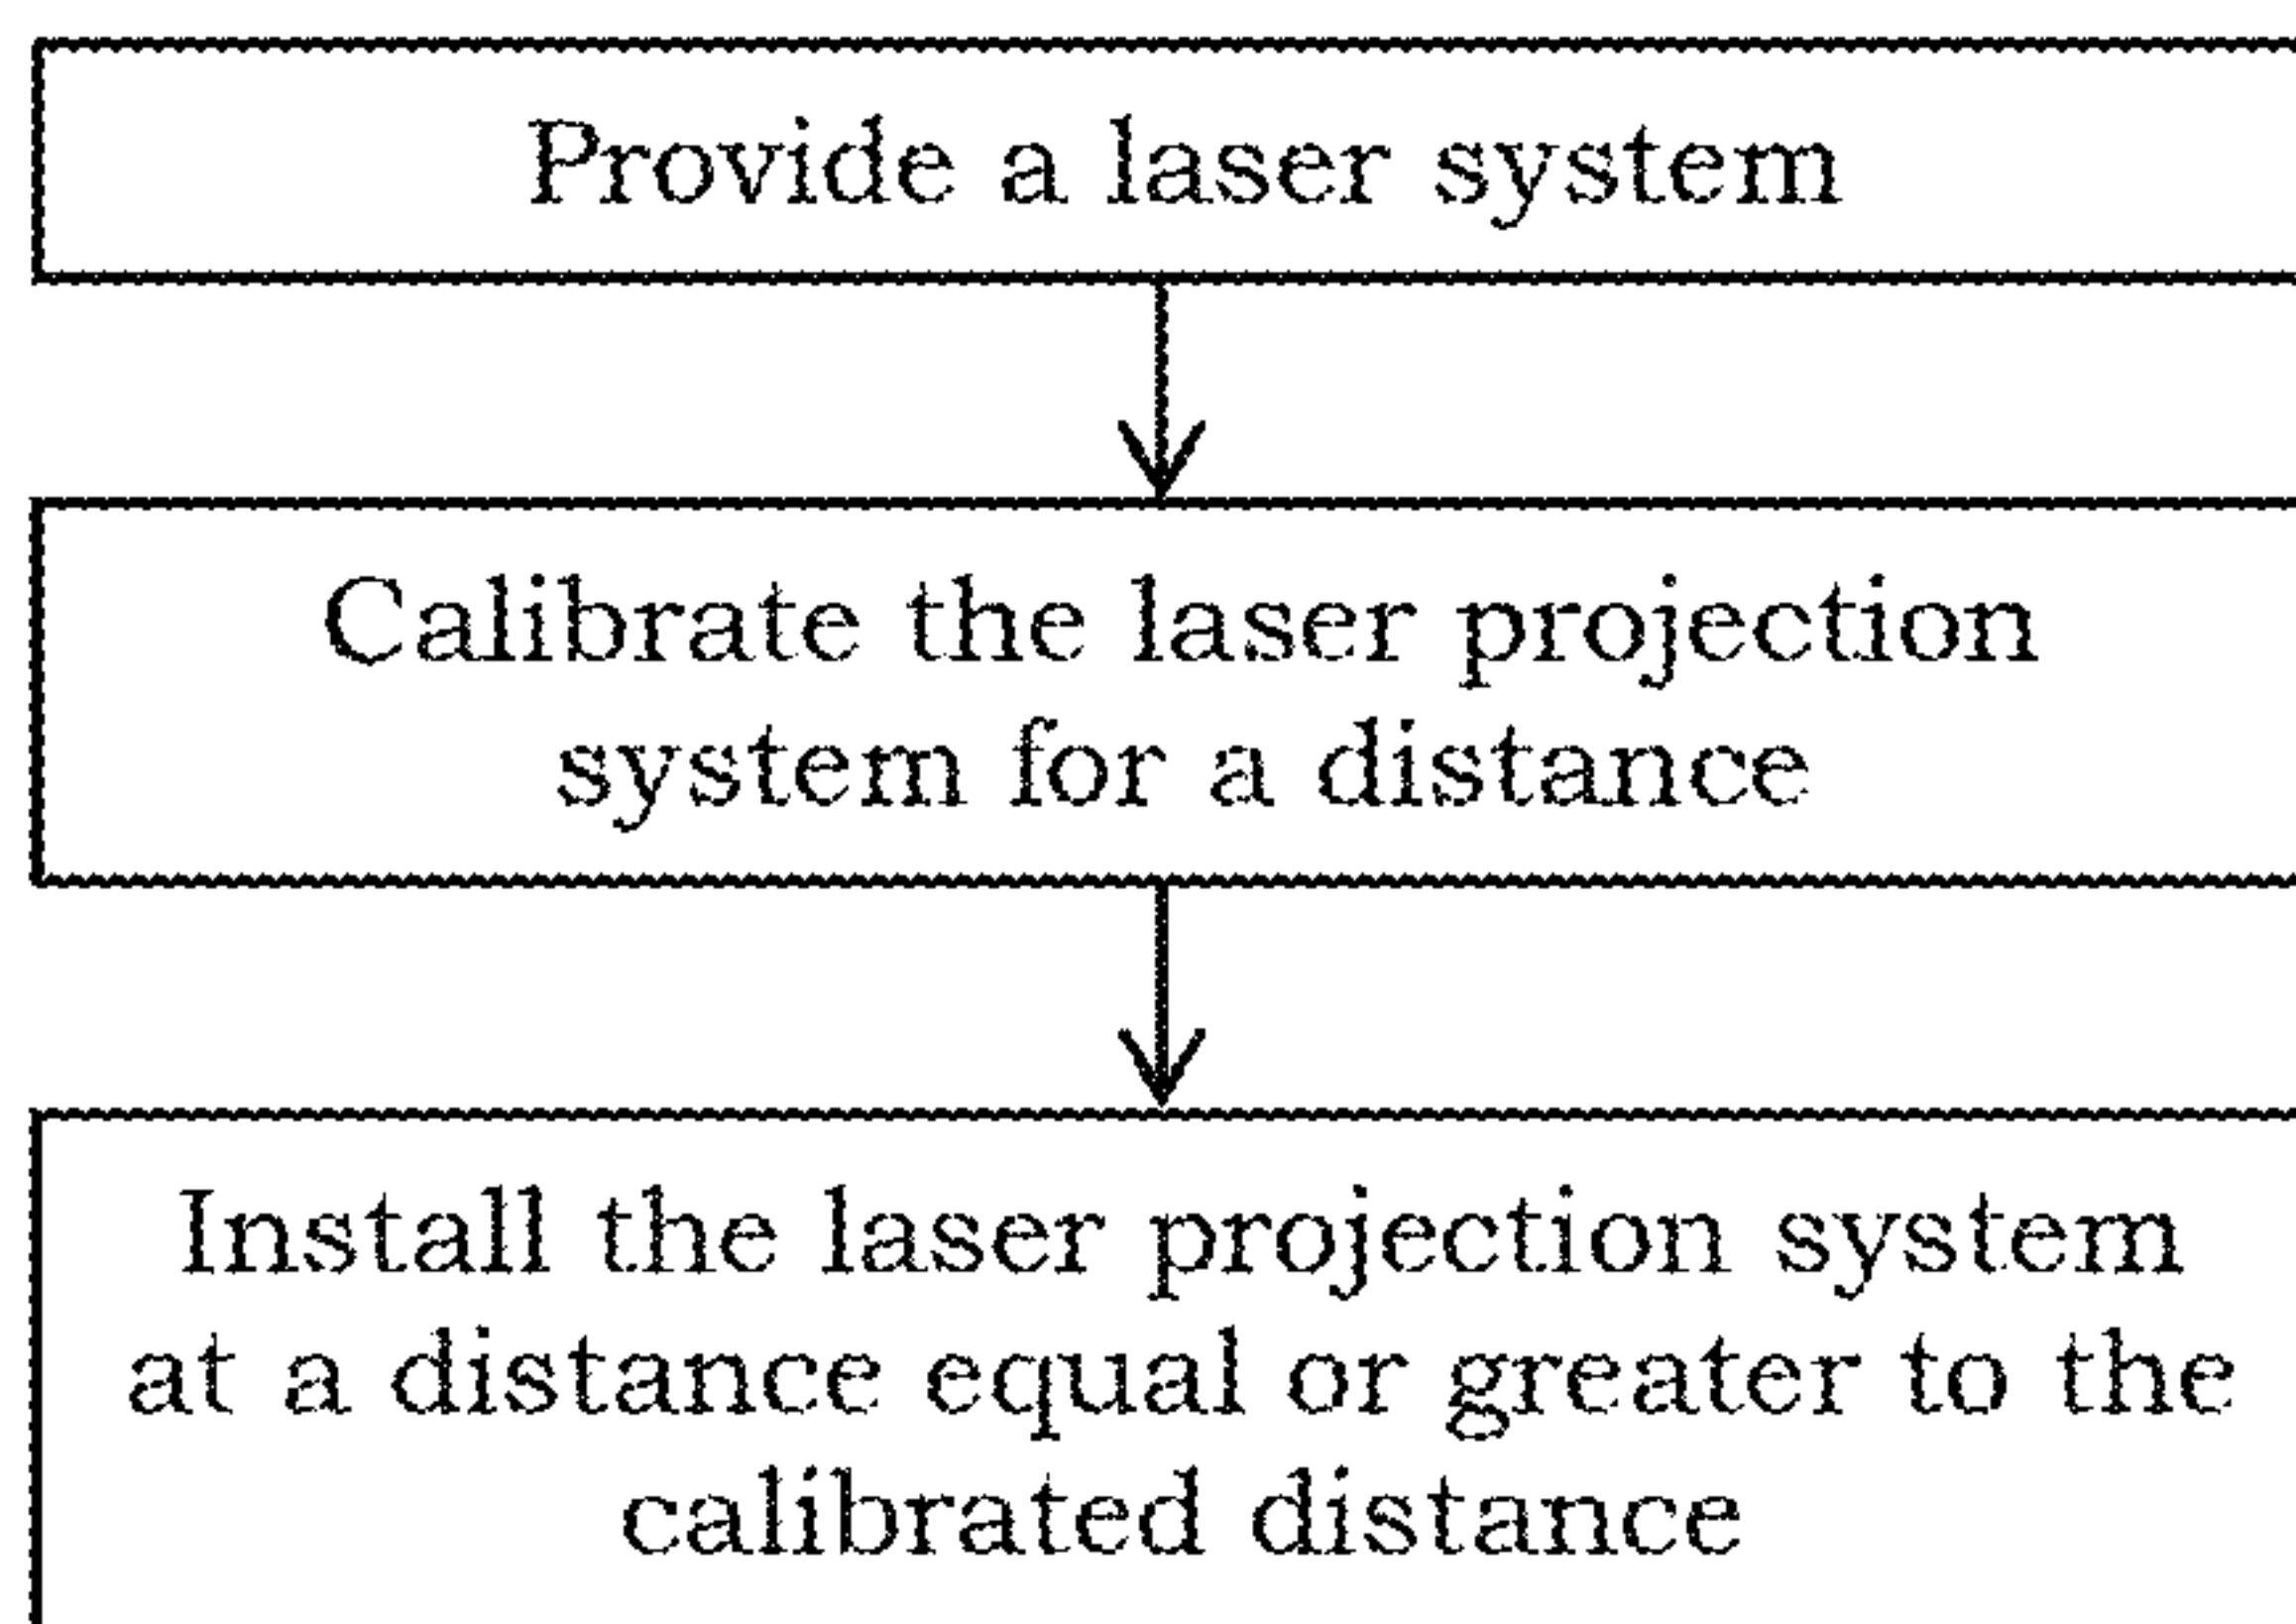 Provide a laser system
Calibrate the laser projection
system for a distance
Install the laser projection system
at a distance equal or greater to the
calibrated distance